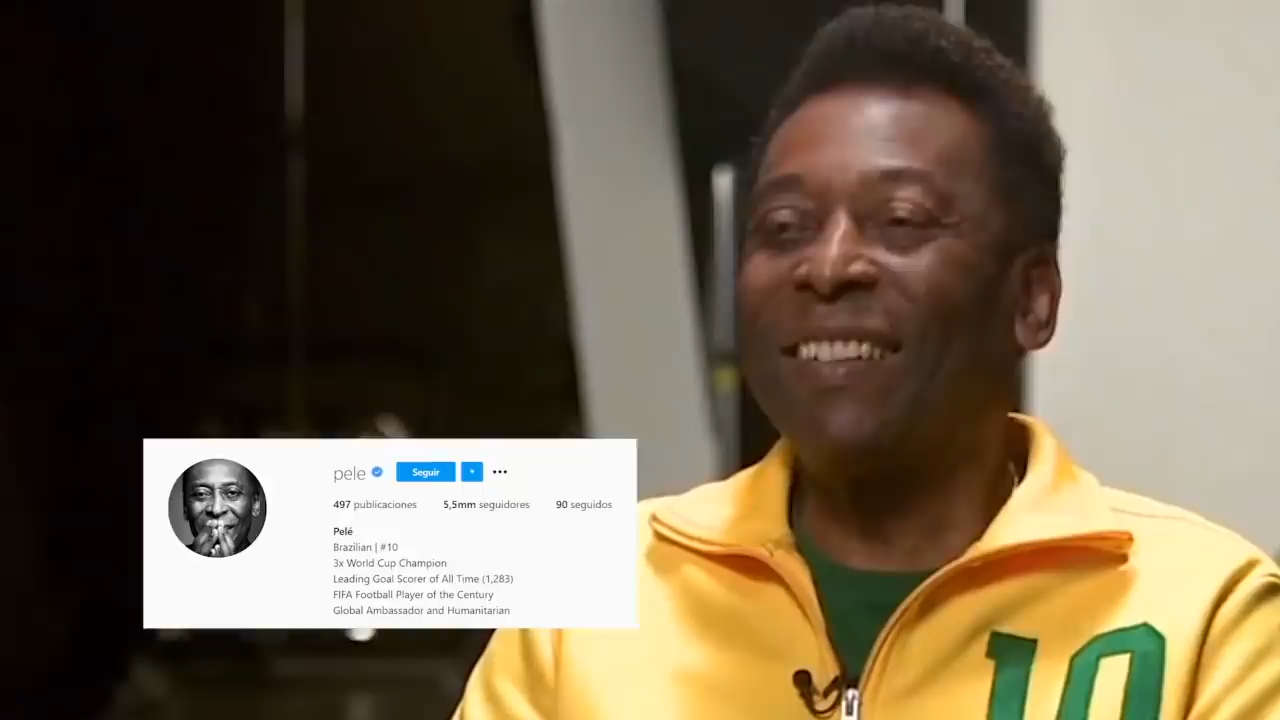 pele Seguir
497 publicaciones 5,5mm seguidores 90 seguidos
Pelé
Brazilian | #10
3x World Cup Champion
Leading Goal Scorer of All Time (1,283)
FIFA Football Player of the Century
Global Ambassador and Humanitarian
10